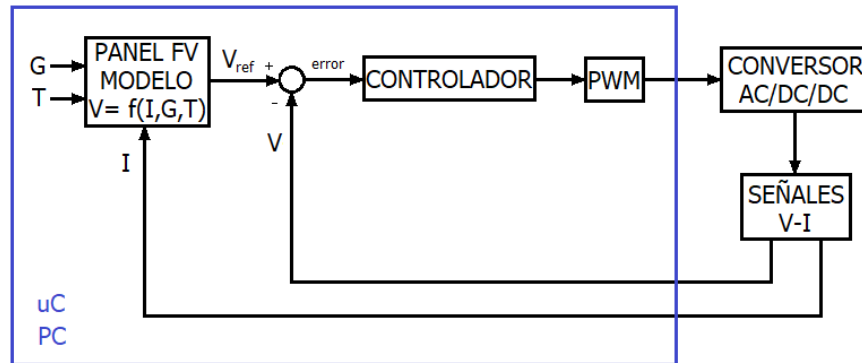 G
T
PANEL FV
MODELO
V= f(I,G,T)
I
Vref
+
-
V
error
CONTROLADOR
PWM
CONVERSOR
AC/DC/DC
SEÑALES
V-I
uC
PC